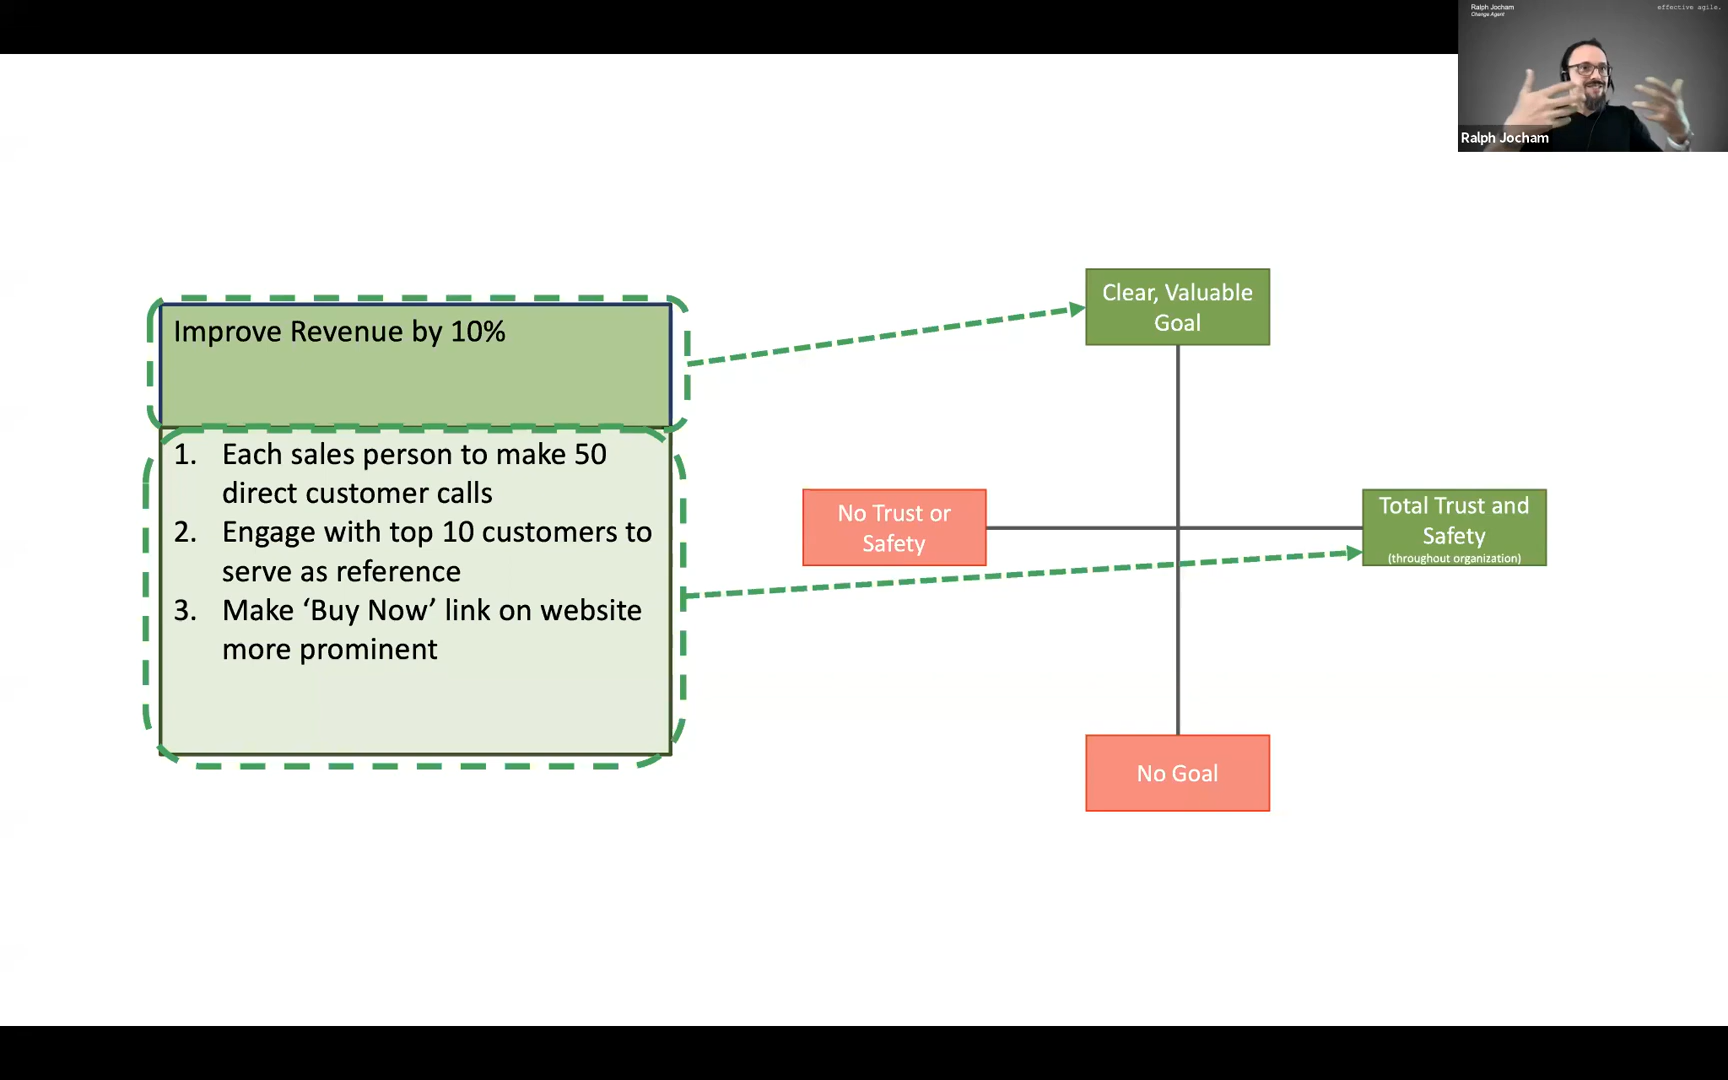 Ralph Jocham
Change Agent
effective agile.
Ralph Jocham
Improve Revenue by 10%
1. Each sales person to make 50
direct customer calls
2. Engage with top 10 customers to
serve as reference
3. Make ‘Buy Now’ link on website
more prominent
Clear, Valuable
Goal
No Trust or
Safety
Total Trust and
Safety
(throughout organization)
No Goal